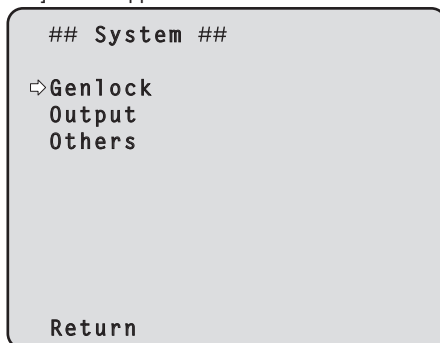 ## System ##
⇨Genlock
Output
Others
Return